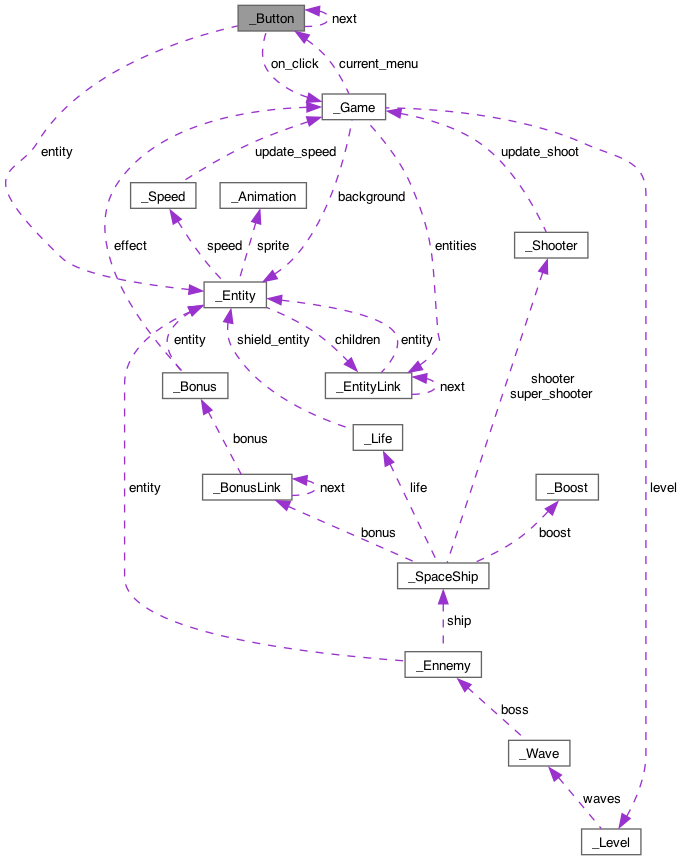 _Button
next
on_click
current_menu
_Game
entity
update_speed
update_shoot
_Speed
_Animation
background
effect
speed
sprite
entities
_Shooter
_Entity
entity
shield_entity
children
entity
_Bonus
_EntityLink
next
shooter
super_shooter
_Life
bonus
_BonusLink
next
life
_Boost
entity
level
bonus
boost
_SpaceShip
ship
_Ennemy
boss
_Wave
waves
_Level